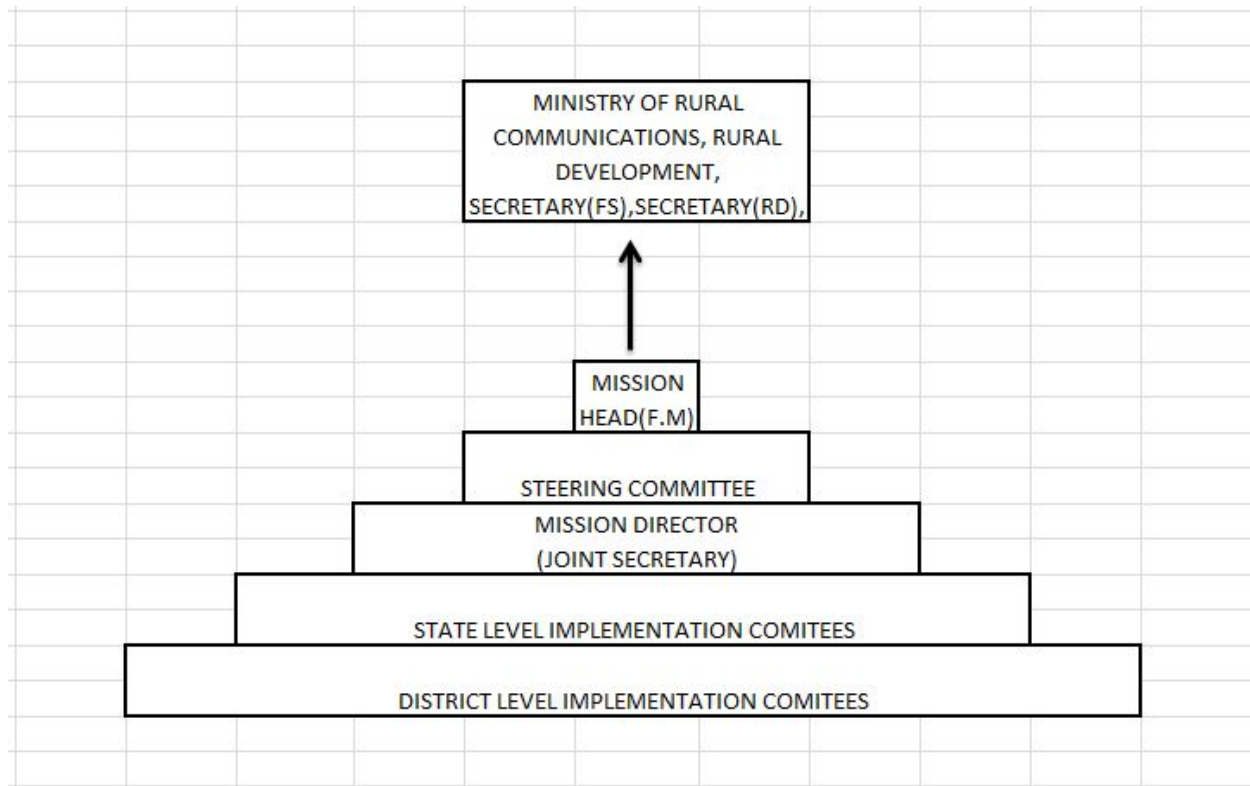 MINISTRY OF RURAL
COMMUNICATIONS, RURAL
DEVELOPMENT,
SECRETARY(FS),SECRETARY(RD),
MISSION
HEAD(F.M)
STEERING COMMITTEE
MISSION DIRECTOR
(JOINT SECRETARY)
STATE LEVEL IMPLEMENTATION COMITEES
DISTRICT LEVEL IMPLEMENTATION COMITEES